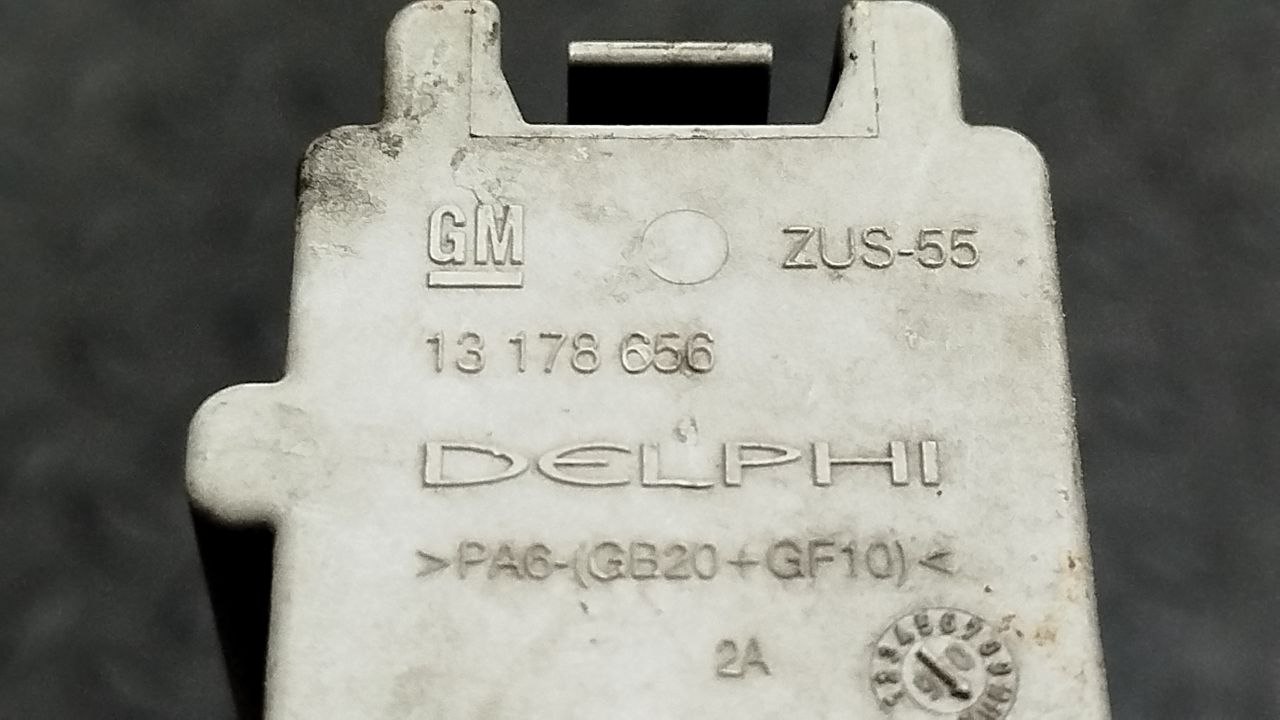 GM ZUS-55
13 178 656
DELPHI
>PA6-(GB20+GF10)<
2A